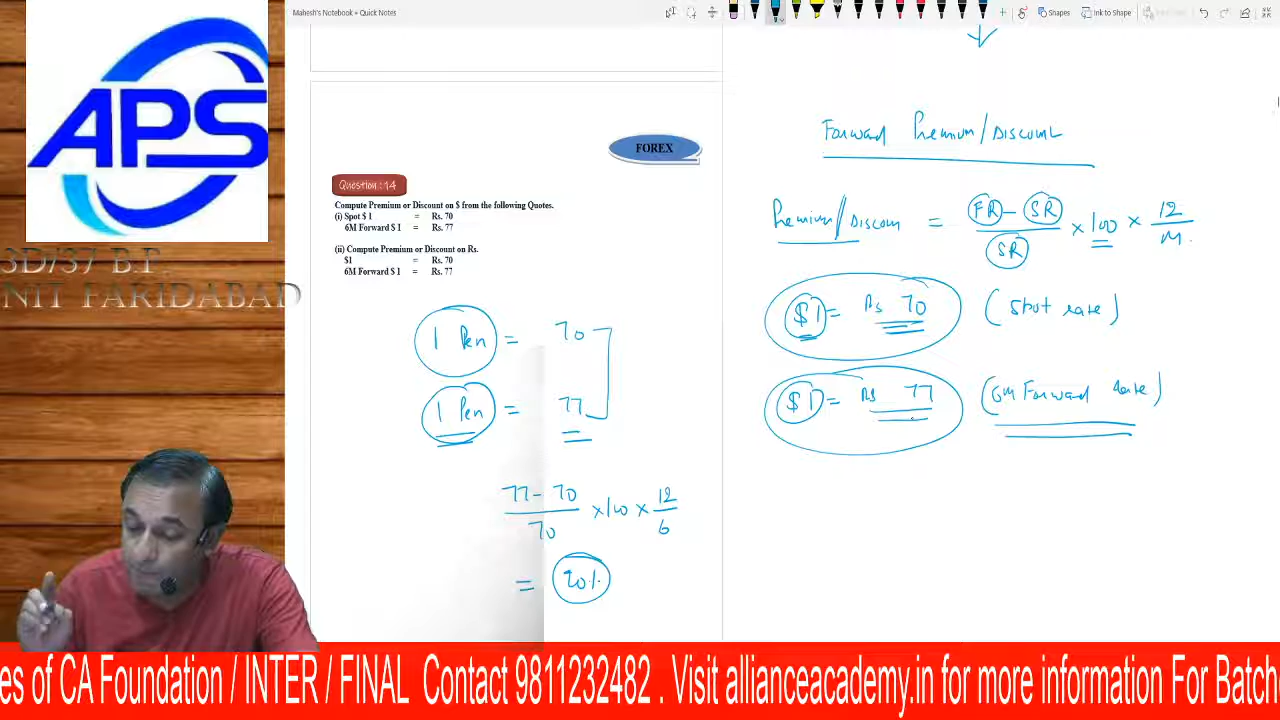 Mahesh's Notebook + Quick Notes
Shapes
Ink to Shape
APS
3D/37 B.P.
NIT FARIDABAD
FOREX
Question : 14
Compute Premium or Discount on $ from the following Quotes.
(i) Spot $ 1 = Rs. 70
6M Forward $ 1 = Rs. 77
(ii) Compute Premium or Discount on Rs.
$1 = Rs. 70
6M Forward $ 1 = Rs. 77
1 Pen = 70
1 Pen = 77
77 - 70
70
× 100 × 12
6
= 20%
Forward Premium/Discount
Premium/Discoun = FR - SR
SR
× 100 × 12
M.
$1 = Rs 70 (Spot rate)
$1 = Rs 77 (6M Forward rate)
es of CA Foundation / INTER / FINAL Contact 9811232482 . Visit allianceacademy.in for more information For Batche